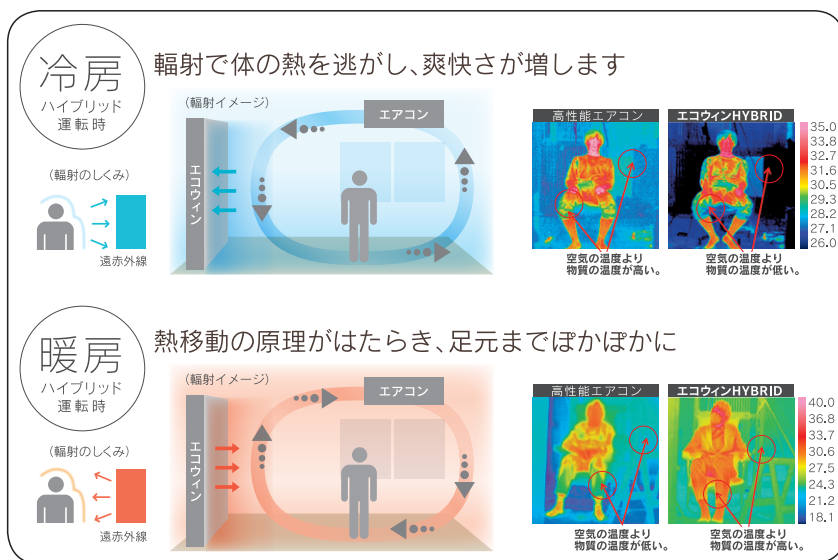 冷房
ハイブリッド
運転時
輻射で体の熱を逃がし、爽快さが増します
(輻射のしくみ)
遠赤外線
(輻射イメージ)
エアコン
エコウィン
高性能エアコン
エコウィンHYBRID
35.0
33.8
32.7
31.6
30.5
29.3
28.2
27.1
26.0
空気の温度より
物質の温度が高い。
空気の温度より
物質の温度が低い。
暖房
ハイブリッド
運転時
熱移動の原理がはたらき、足元までぽかぽかに
(輻射のしくみ)
遠赤外線
(輻射イメージ)
エアコン
エコウィン
高性能エアコン
エコウィンHYBRID
40.0
36.8
33.7
30.6
27.5
24.3
21.2
18.1
空気の温度より
物質の温度が低い。
空気の温度より
物質の温度が高い。